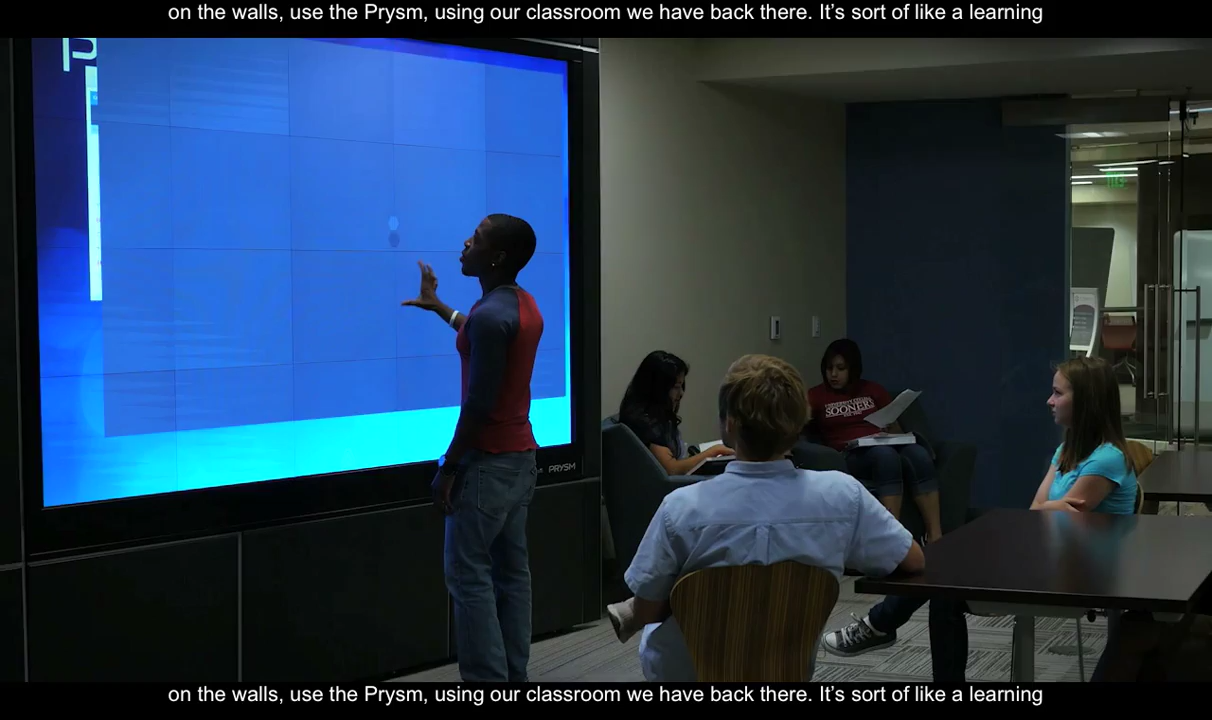 on the walls, use the Prysm, using our classroom we have back there. It's sort of like a learning
PRYSM
SOONERS
on the walls, use the Prysm, using our classroom we have back there. It's sort of like a learning